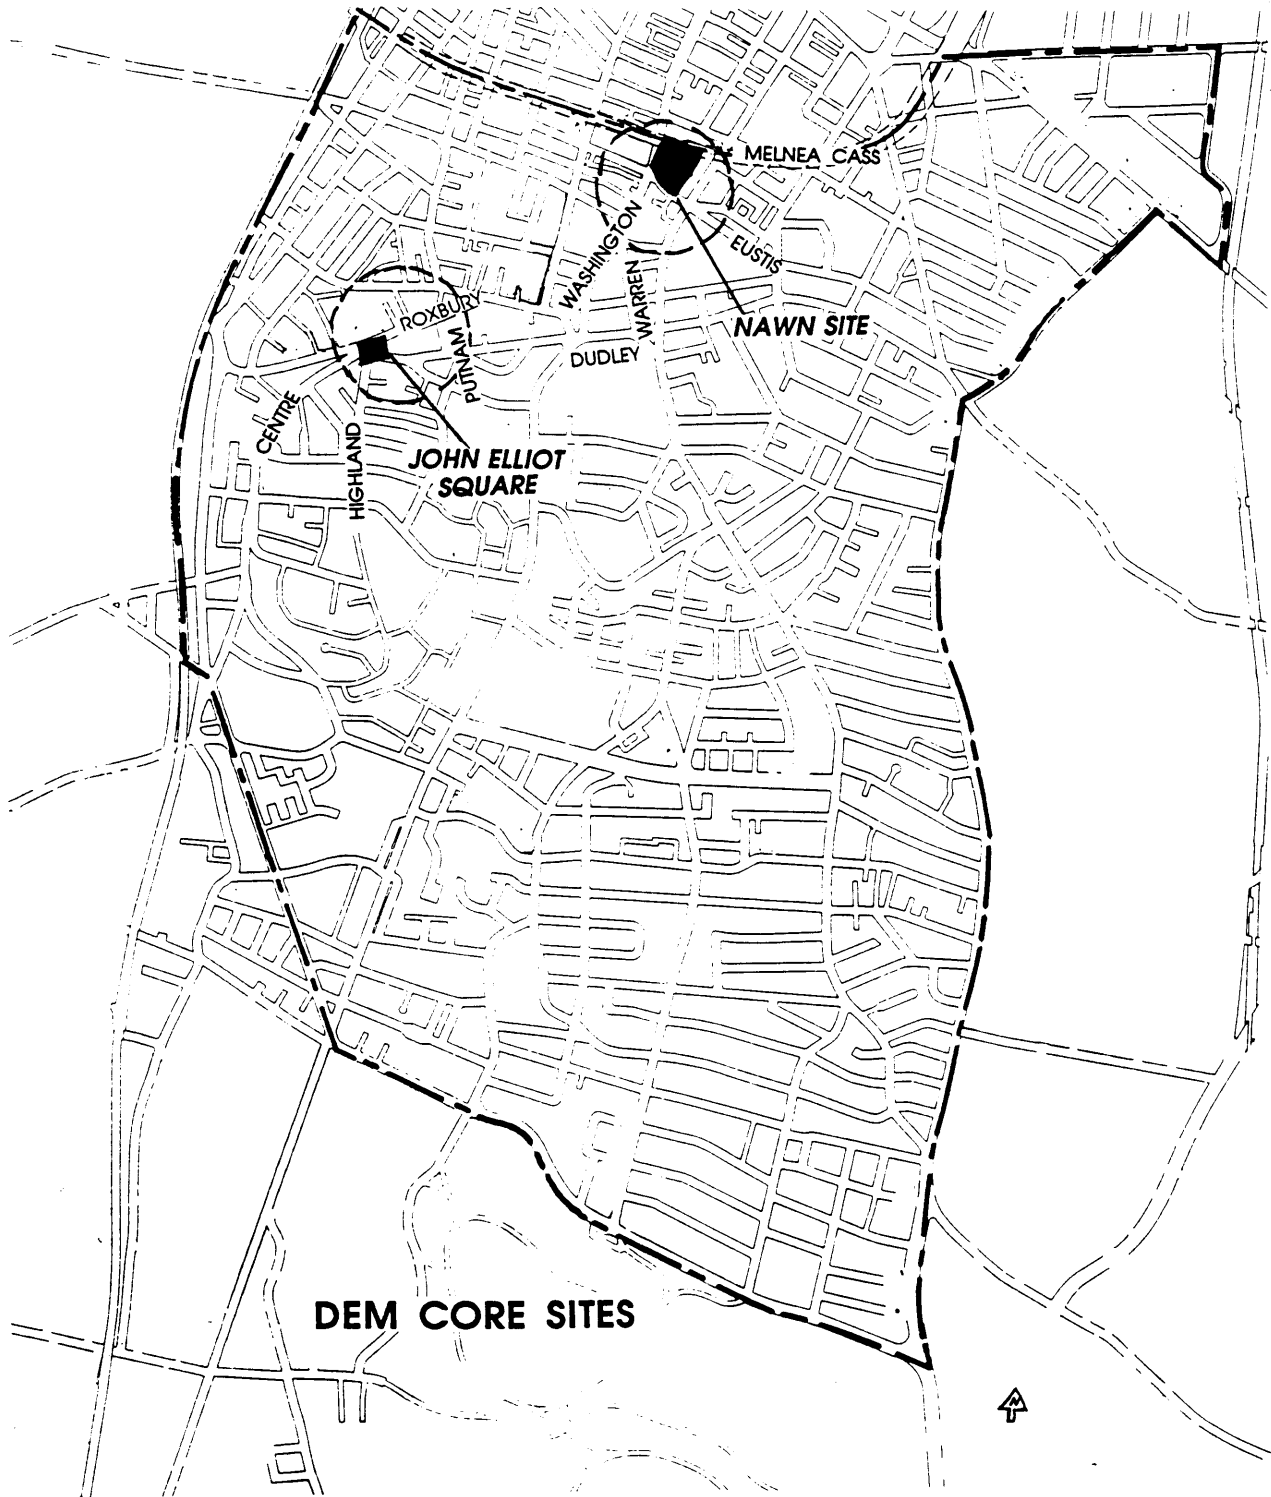 MELNEA CASS
WASHINGTON
EUSTIS
WARREN
ROXBURY
NAWN SITE
PUTNAM
DUDLEY
CENTRE
HIGHLAND
JOHN ELLIOT
SQUARE
DEM CORE SITES
N